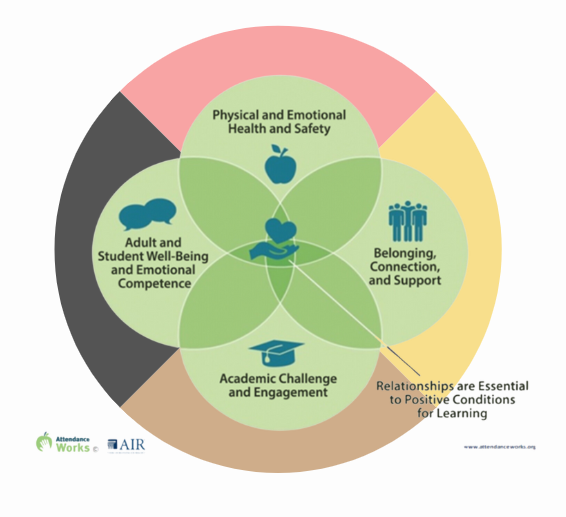 Physical and Emotional
Health and Safety
Adult and
Student Well-Being
and Emotional
Competence
Belonging,
Connection,
and Support
Academic Challenge
and Engagement
Relationships are Essential
to Positive Conditions
for Learning
Attendance
Works ©
AIR
www.attendanceworks.org